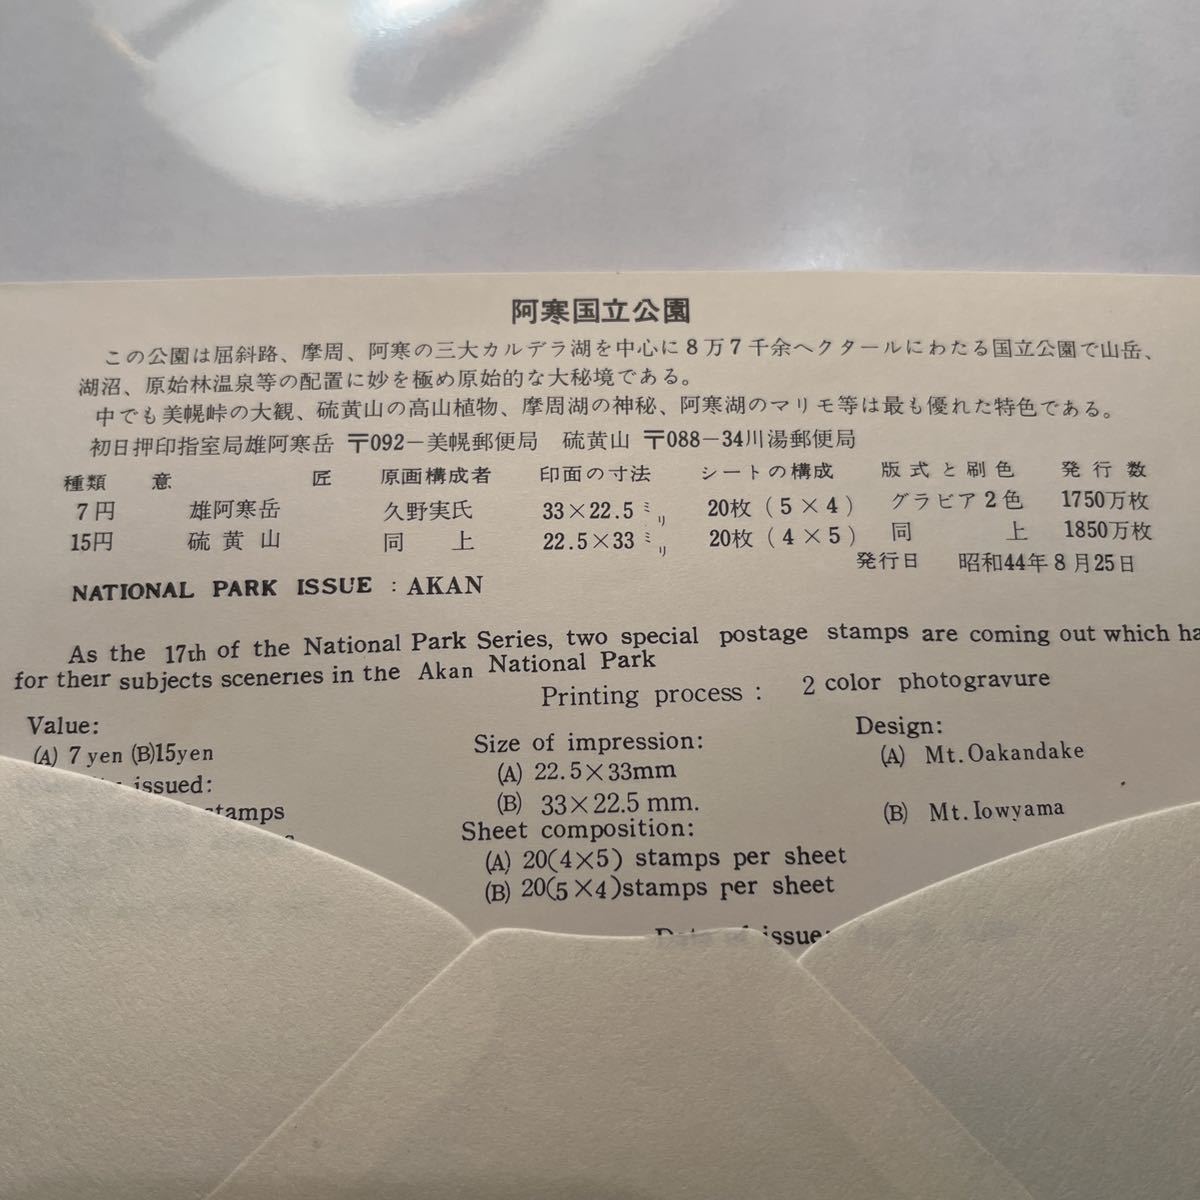 阿寒国立公園
この公園は屈斜路、摩周、阿寒の三大カルデラ湖を中心に8万7千余ヘクタールにわたる国立公園で山岳、
湖沼、原始林温泉等の配置に妙を極め原始的な大秘境である。
中でも美幌峠の大観、硫黄山の高山植物、摩周湖の神秘、阿寒湖のマリモ等は最も優れた特色である。
初日押印指室局雄阿寒岳 〒092-美幌郵便局 硫黄山 〒088-34川湯郵便局
種類 意 匠 原画構成者 印面の寸法 シートの構成 版式と刷色 発行数
7円 雄阿寒岳 久野実氏 33×22.5ミリ 20枚(5×4) グラビア2色 1750万枚
15円 硫黄山 同 上 22.5×33ミリ 20枚(4×5) 同 上 1850万枚
発行日 昭和44年8月25日
NATIONAL PARK ISSUE : AKAN
As the 17th of the National Park Series, two special postage stamps are coming out which ha
for their subjects sceneries in the Akan National Park
Printing process : 2 color photogravure
Value:
(A) 7 yen (B)15yen
issued:
stamps
Size of impression:
(A) 22.5×33mm
(B) 33×22.5 mm.
Sheet composition:
(A) 20(4×5) stamps per sheet
(B) 20(5×4)stamps per sheet
Design:
(A) Mt.Oakandake
(B) Mt.Iowyama
Date of issue: